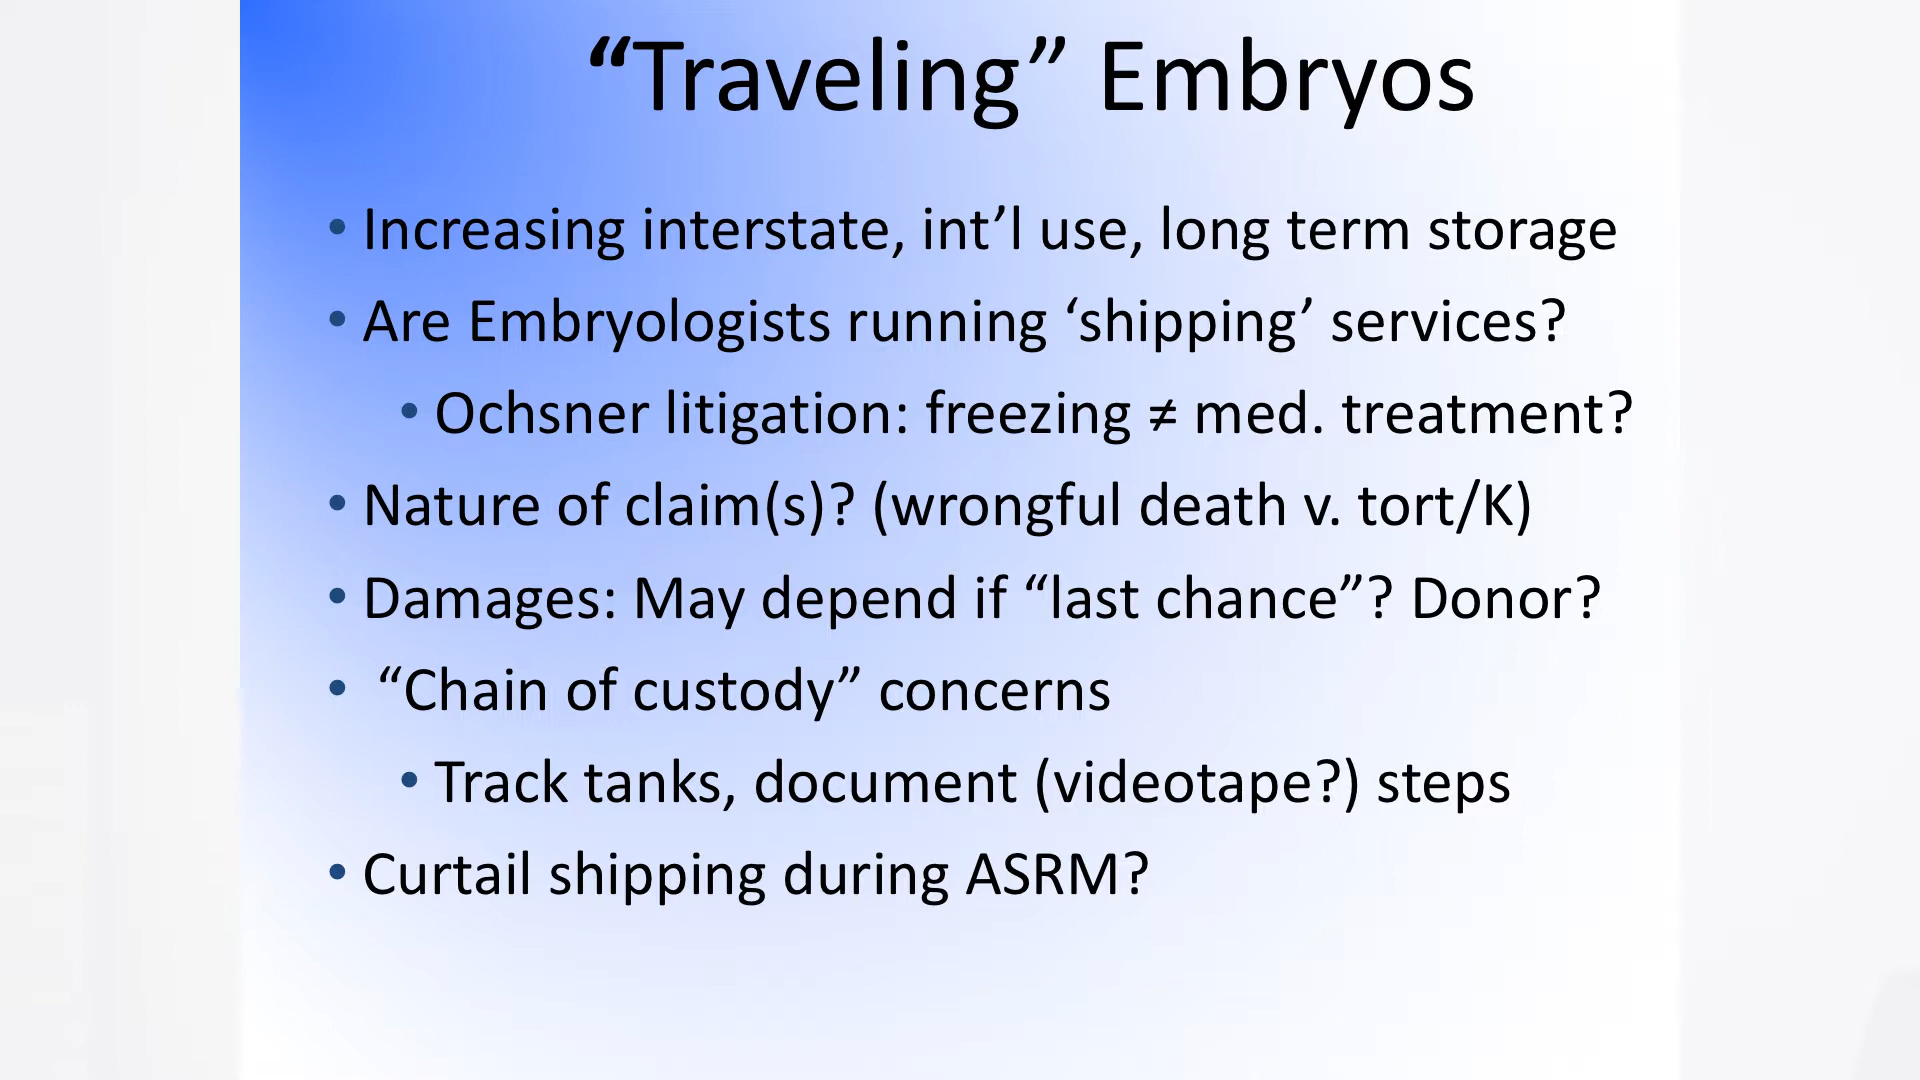 “Traveling” Embryos
• Increasing interstate, int’l use, long term storage
• Are Embryologists running ‘shipping’ services?
• Ochsner litigation: freezing ≠ med. treatment?
• Nature of claim(s)? (wrongful death v. tort/K)
• Damages: May depend if “last chance”? Donor?
• “Chain of custody” concerns
• Track tanks, document (videotape?) steps
• Curtail shipping during ASRM?